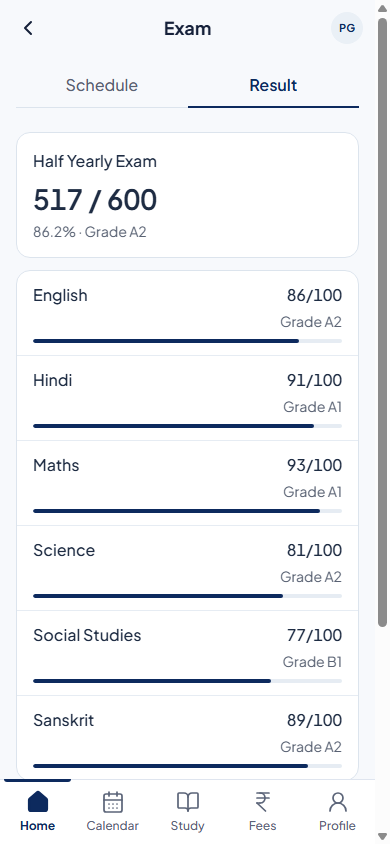 Exam
PG
Schedule Result
Half Yearly Exam
517 / 600
86.2% · Grade A2
English 86/100
Grade A2
Hindi 91/100
Grade A1
Maths 93/100
Grade A1
Science 81/100
Grade A2
Social Studies 77/100
Grade B1
Sanskrit 89/100
Grade A2
Home Calendar Study Fees Profile